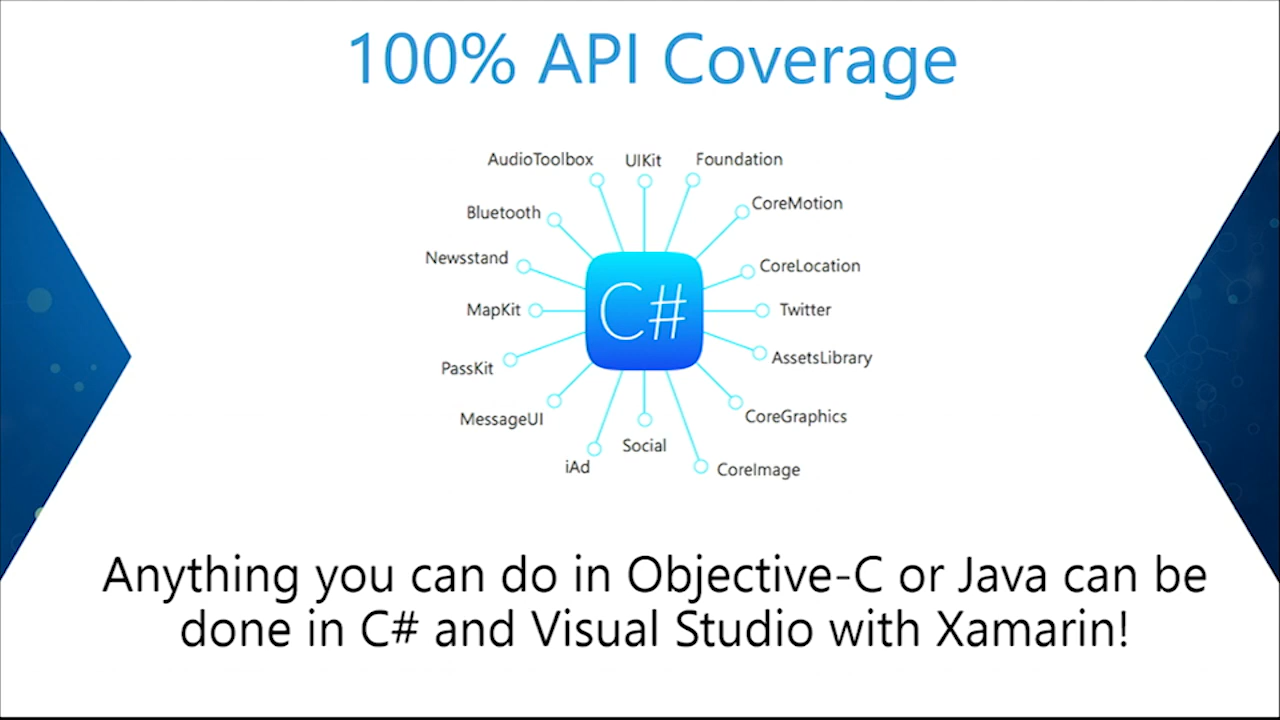 100% API Coverage
AudioToolbox
UIKit
Foundation
Bluetooth
CoreMotion
Newsstand
CoreLocation
MapKit
C#
Twitter
PassKit
AssetsLibrary
MessageUI
CoreGraphics
iAd
Social
CoreImage
Anything you can do in Objective-C or Java can be
done in C# and Visual Studio with Xamarin!